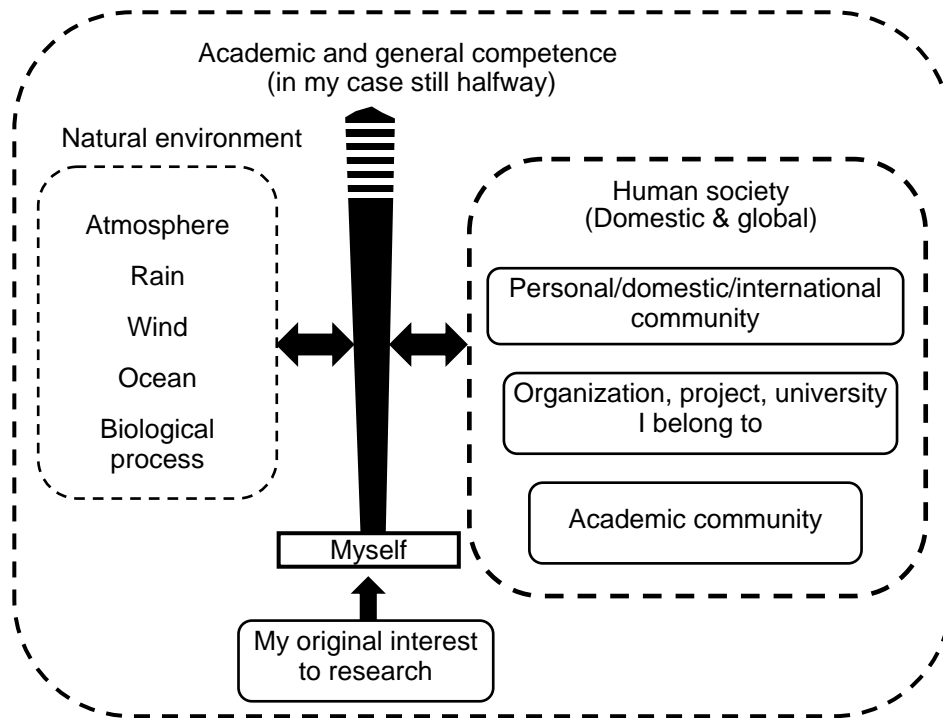 Academic and general competence
(in my case still halfway)
Natural environment
Atmosphere
Rain
Wind
Ocean
Biological
process
Human society
(Domestic & global)
Personal/domestic/international
community
Organization, project, university
I belong to
Academic community
Myself
My original interest
to research